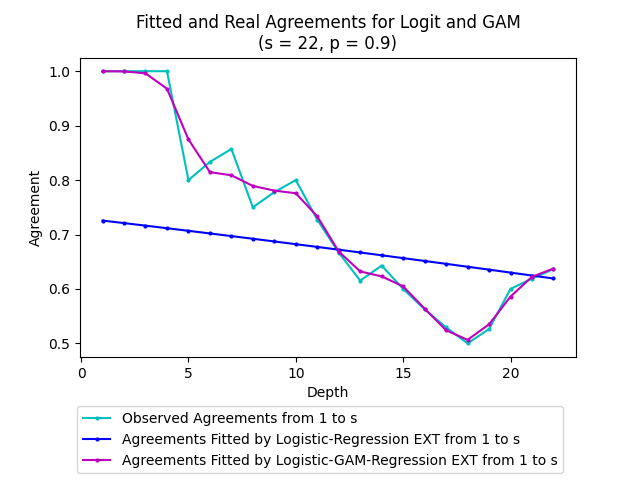 Fitted and Real Agreements for Logit and GAM
(s = 22, p = 0.9)
1.0
0.9
0.8
0.7
0.6
0.5
Agreement
0 5 10 15 20
Depth
Observed Agreements from 1 to s
Agreements Fitted by Logistic-Regression EXT from 1 to s
Agreements Fitted by Logistic-GAM-Regression EXT from 1 to s